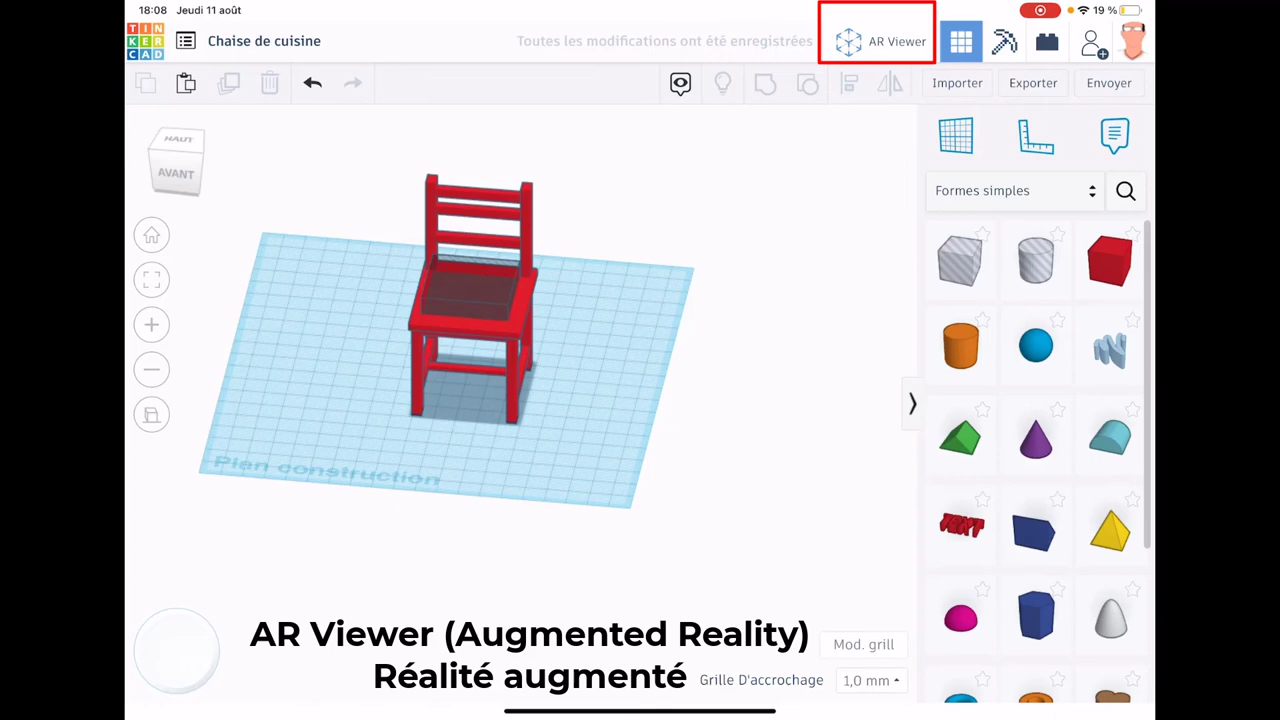 18:08 Jeudi 11 août
19 %
TIN
KER
CAD
Chaise de cuisine
Toutes les modifications ont été enregistrées
AR Viewer
Importer
Exporter
Envoyer
HAUT
AVANT
Formes simples
TEXT
Plan construction
AR Viewer (Augmented Reality)
Réalité augmenté
Mod. grill
Grille D'accrochage
1,0 mm